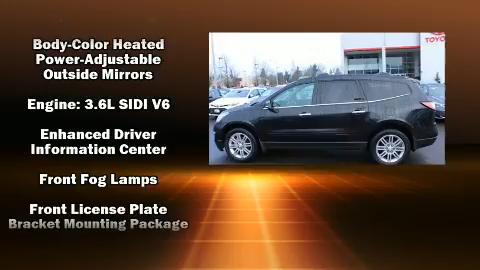 Body-Color Heated
Power-Adjustable
Outside Mirrors
Engine: 3.6L SIDI V6
Enhanced Driver
Information Center
Front Fog Lamps
Front License Plate
Bracket Mounting Package
TOYO